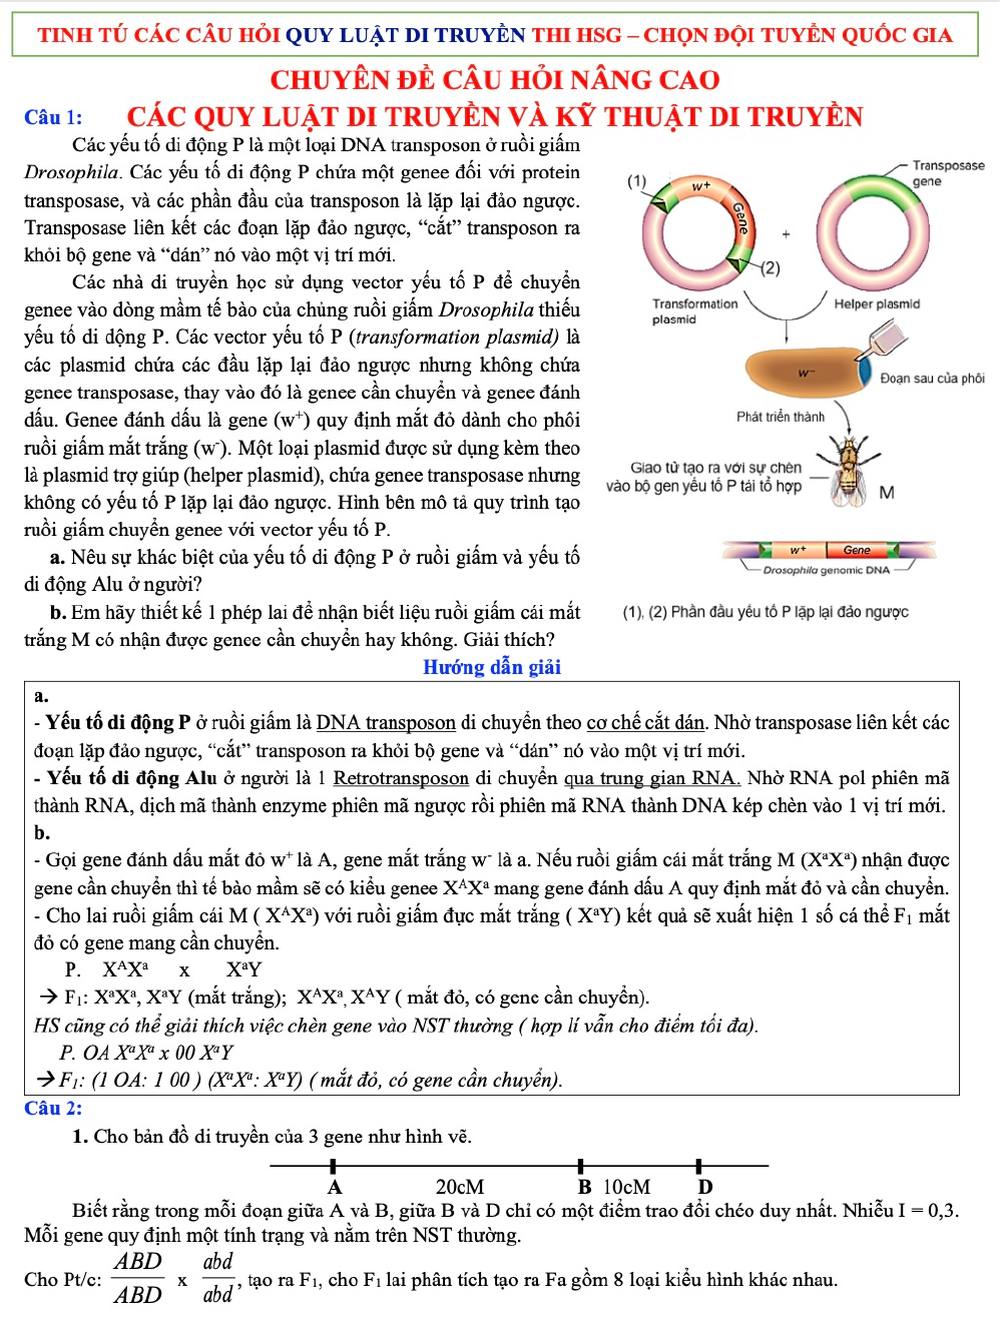 TINH TÚ CÁC CÂU HỎI QUY LUẬT DI TRUYỀN THI HSG – CHỌN ĐỘI TUYỂN QUỐC GIA
CHUYÊN ĐỀ CÂU HỎI NÂNG CAO
Câu 1: CÁC QUY LUẬT DI TRUYỀN VÀ KỸ THUẬT DI TRUYỀN
Các yếu tố di động P là một loại DNA transposon ở ruồi giấm
Drosophila. Các yếu tố di động P chứa một genee đối với protein
transposase, và các phần đầu của transposon là lặp lại đảo ngược.
Transposase liên kết các đoạn lặp đảo ngược, “cắt” transposon ra
khỏi bộ gene và “dán” nó vào một vị trí mới.
Các nhà di truyền học sử dụng vector yếu tố P để chuyển
genee vào dòng mầm tế bào của chủng ruồi giấm Drosophila thiếu
yếu tố di dộng P. Các vector yếu tố P (transformation plasmid) là
các plasmid chứa các đầu lặp lại đảo ngược nhưng không chứa
genee transposase, thay vào đó là genee cần chuyển và genee đánh
dấu. Genee đánh dấu là gene (w⁺) quy định mắt đỏ dành cho phôi
ruồi giấm mắt trắng (w⁻). Một loại plasmid được sử dụng kèm theo
là plasmid trợ giúp (helper plasmid), chứa genee transposase nhưng
không có yếu tố P lặp lại đảo ngược. Hình bên mô tả quy trình tạo
ruồi giấm chuyển genee với vector yếu tố P.
a. Nêu sự khác biệt của yếu tố di động P ở ruồi giấm và yếu tố
di động Alu ở người?
b. Em hãy thiết kế 1 phép lai để nhận biết liệu ruồi giấm cái mắt
trắng M có nhận được genee cần chuyển hay không. Giải thích?
(1)
w+
Gene
(2)
+
Transposase
gene
Transformation
plasmid
Helper plasmid
w⁻
Đoạn sau của phôi
Phát triển thành
Giao tử tạo ra với sự chèn
vào bộ gen yếu tố P tái tổ hợp
M
w+ Gene
Drosophila genomic DNA
(1), (2) Phần đầu yếu tố P lặp lại đảo ngược
Hướng dẫn giải
a.
- Yếu tố di động P ở ruồi giấm là DNA transposon di chuyển theo cơ chế cắt dán. Nhờ transposase liên kết các
đoạn lặp đảo ngược, “cắt” transposon ra khỏi bộ gene và “dán” nó vào một vị trí mới.
- Yếu tố di động Alu ở người là 1 Retrotransposon di chuyển qua trung gian RNA. Nhờ RNA pol phiên mã
thành RNA, dịch mã thành enzyme phiên mã ngược rồi phiên mã RNA thành DNA kép chèn vào 1 vị trí mới.
b.
- Gọi gene đánh dấu mắt đỏ w⁺ là A, gene mắt trắng w⁻ là a. Nếu ruồi giấm cái mắt trắng M (XᵃXᵃ) nhận được
gene cần chuyển thì tế bào mầm sẽ có kiểu genee XᴬXᵃ mang gene đánh dấu A quy định mắt đỏ và cần chuyển.
- Cho lai ruồi giấm cái M ( XᴬXᵃ) với ruồi giấm đực mắt trắng ( XᵃY) kết quả sẽ xuất hiện 1 số cá thể F₁ mắt
đỏ có gene mang cần chuyển.
P. XᴬXᵃ x XᵃY
→ F₁: XᵃXᵃ, XᵃY (mắt trắng); XᴬXᵃ, XᴬY ( mắt đỏ, có gene cần chuyển).
HS cũng có thể giải thích việc chèn gene vào NST thường ( hợp lí vẫn cho điểm tối đa).
P. OA XᵃXᵃ x 00 XᵃY
→ F₁: (1 OA: 1 00 ) (XᵃXᵃ: XᵃY) ( mắt đỏ, có gene cần chuyển).
Câu 2:
1. Cho bản đồ di truyền của 3 gene như hình vẽ.
A 20cM B 10cM D
Biết rằng trong mỗi đoạn giữa A và B, giữa B và D chỉ có một điểm trao đổi chéo duy nhất. Nhiễu I = 0,3.
Mỗi gene quy định một tính trạng và nằm trên NST thường.
Cho Pt/c: ABD/ABD x abd/abd, tạo ra F₁, cho F₁ lai phân tích tạo ra Fa gồm 8 loại kiểu hình khác nhau.